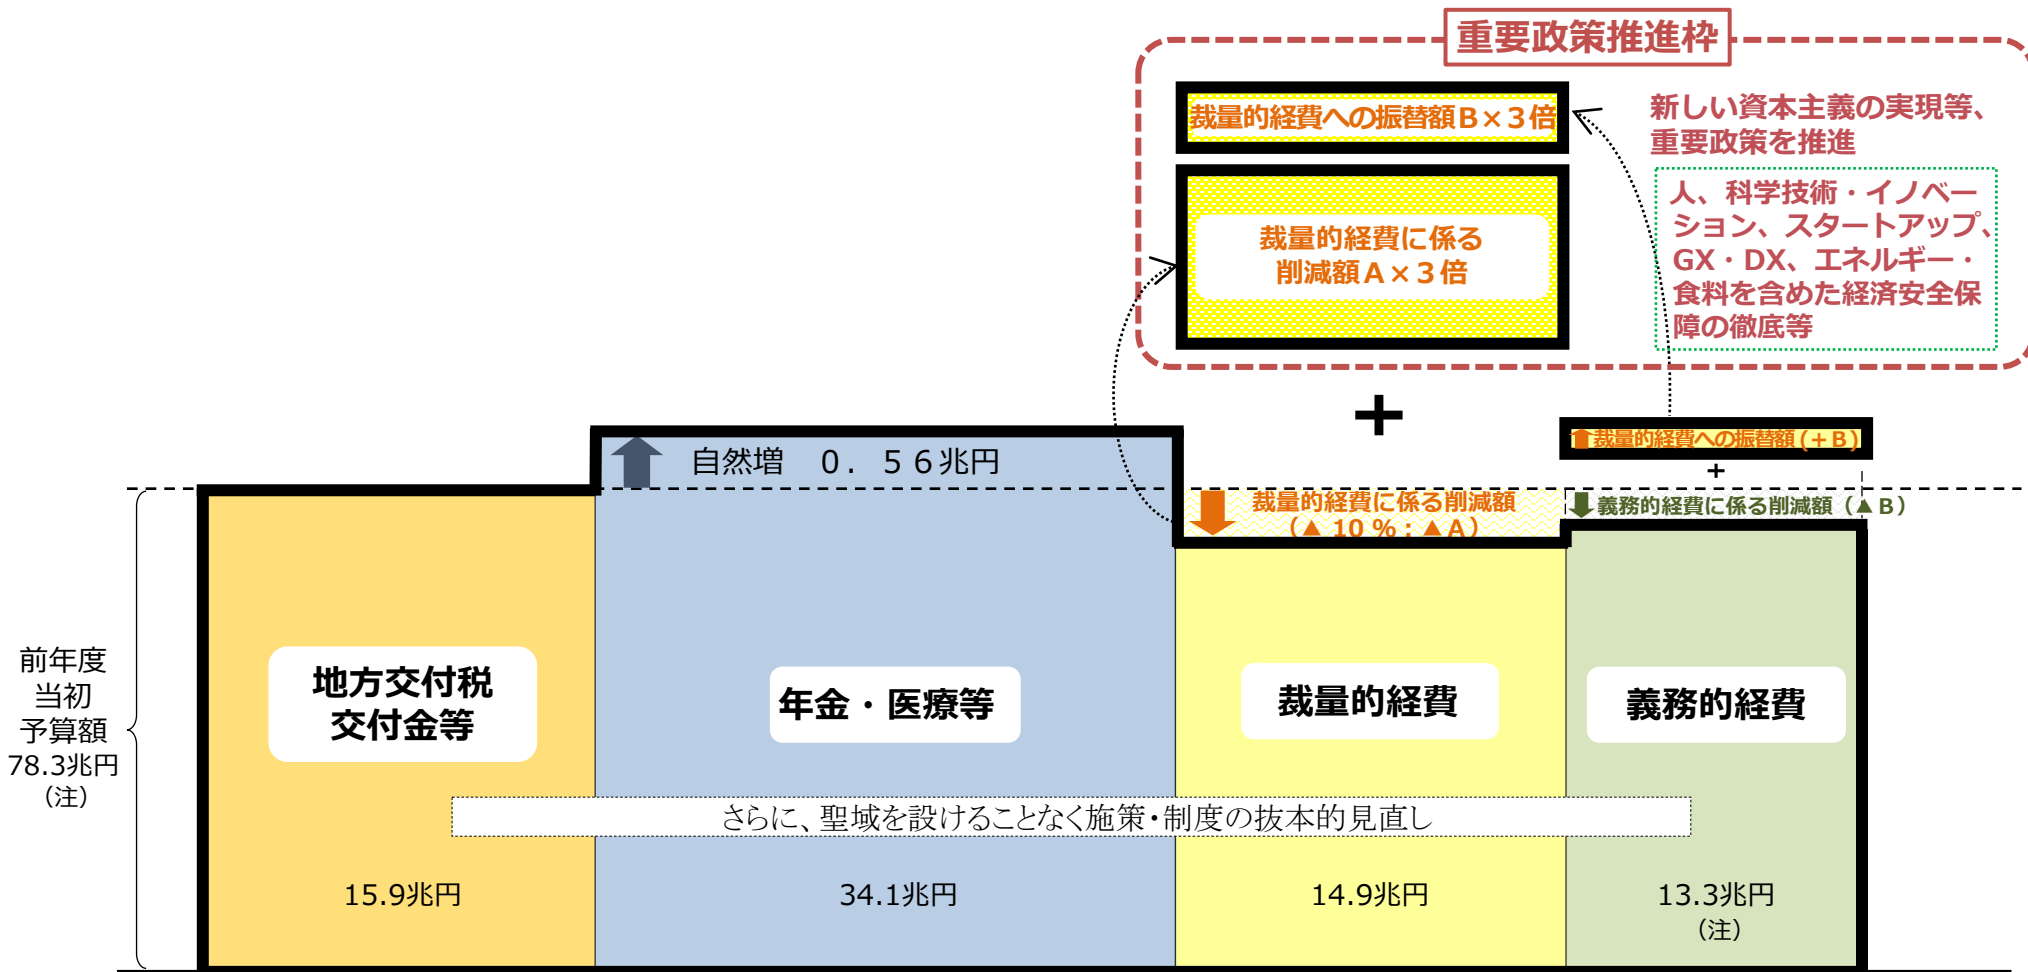 重要政策推進枠
裁量的経費への振替額Ｂ×３倍
新しい資本主義の実現等、
重要政策を推進
裁量的経費に係る
削減額Ａ×３倍
人、科学技術・イノベー
ション、スタートアップ、
GX・DX、エネルギー・
食料を含めた経済安全保
障の徹底等
＋
自然増　０．５６兆円
裁量的経費への振替額(＋Ｂ)
＋
裁量的経費に係る削減額
（▲ 10 %：▲Ａ）
義務的経費に係る削減額（▲Ｂ）
前年度
当初
予算額
78.3兆円
（注）
地方交付税
交付金等
年金・医療等
裁量的経費
義務的経費
さらに、聖域を設けることなく施策・制度の抜本的見直し
15.9兆円
34.1兆円
14.9兆円
13.3兆円
（注）